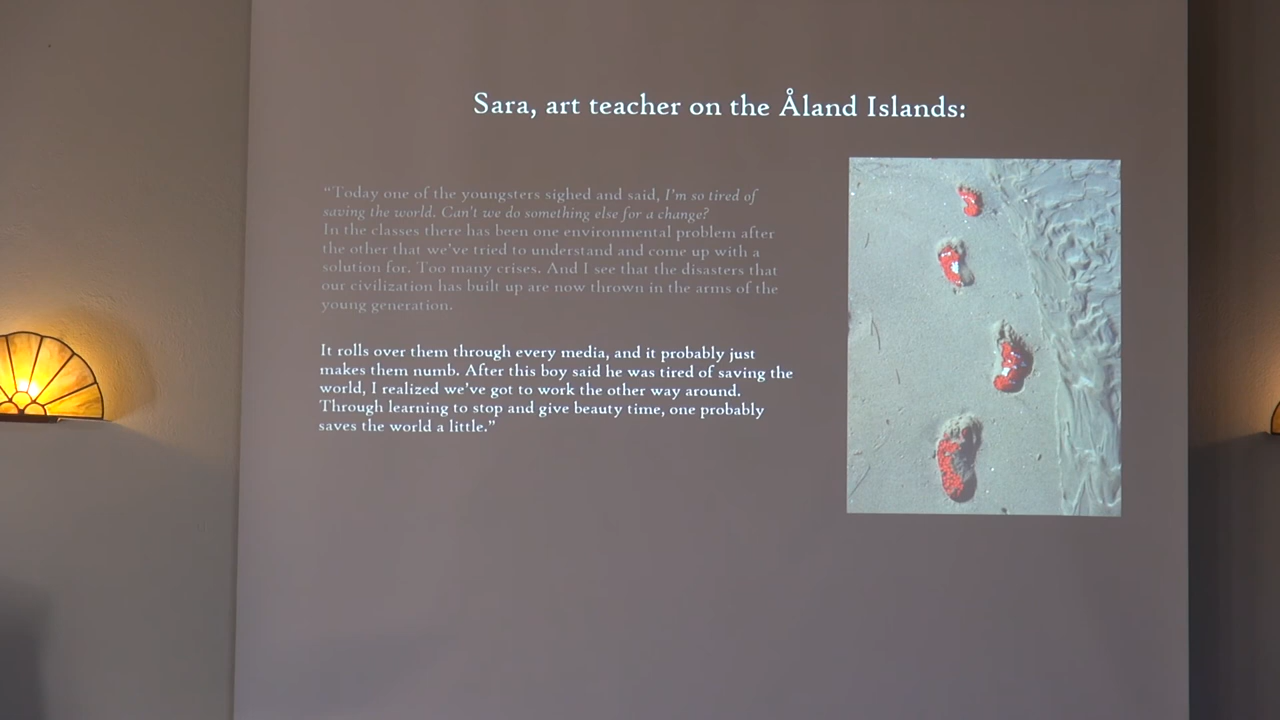 Sara, art teacher on the Åland Islands:
“Today one of the youngsters sighed and said, I’m so tired of
saving the world. Can’t we do something else for a change?
In the classes there has been one environmental problem after
the other that we’ve tried to understand and come up with a
solution for. Too many crises. And I see that the disasters that
our civilization has built up are now thrown in the arms of the
young generation.
It rolls over them through every media, and it probably just
makes them numb. After this boy said he was tired of saving the
world, I realized we’ve got to work the other way around.
Through learning to stop and give beauty time, one probably
saves the world a little.”